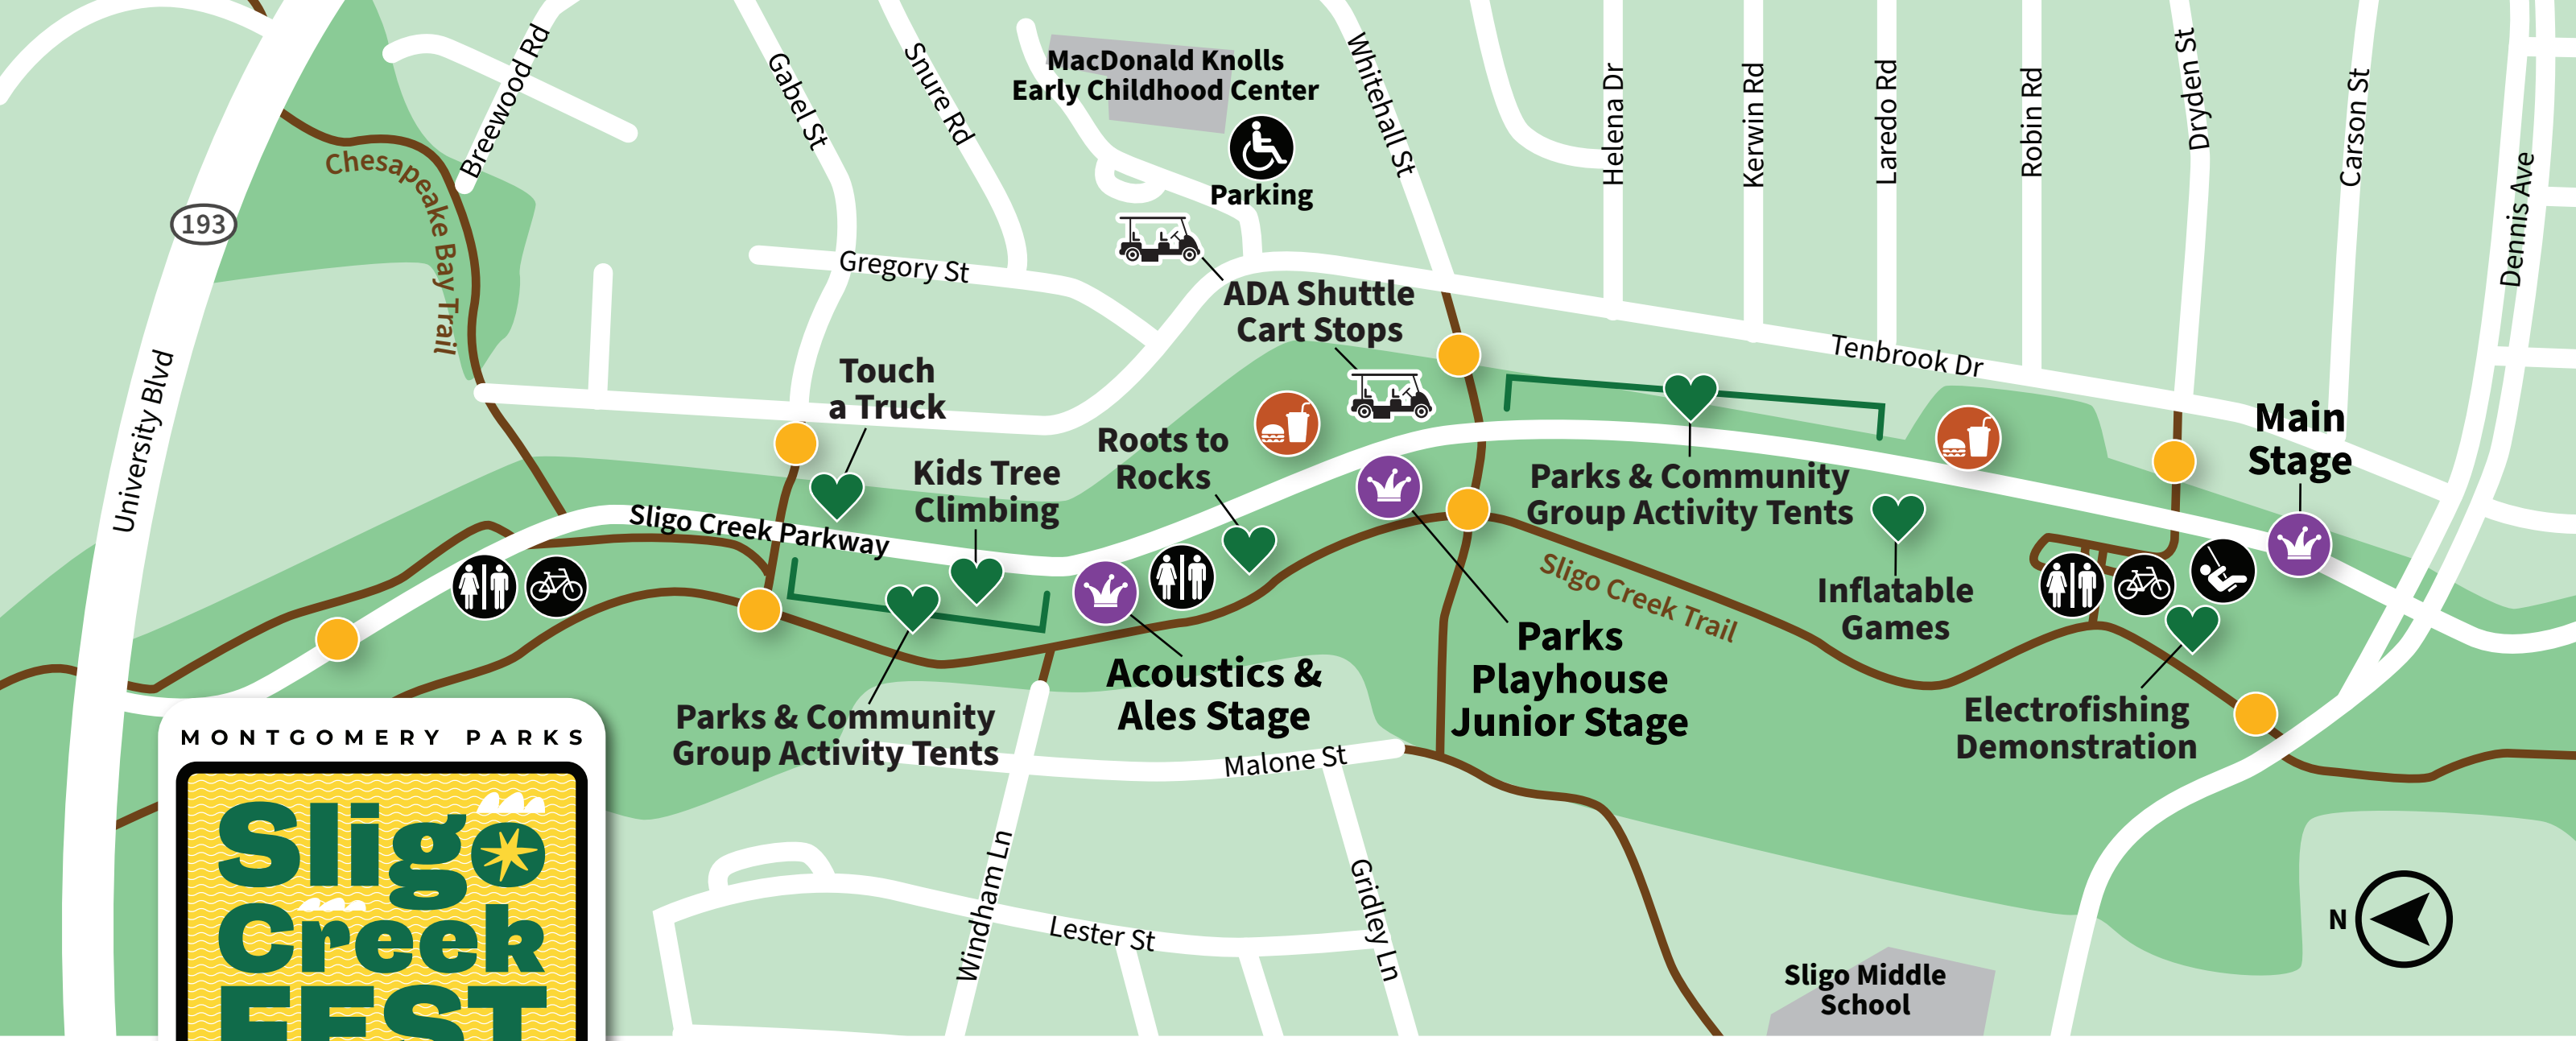 Brewood Rd
Gabel St
Snure Rd
MacDonald Knolls
Early Childhood Center
Parking
Whitehall St
Helena Dr
Kerwin Rd
Laredo Rd
Robin Rd
Dryden St
Carson St
Dennis Ave
Chesapeake Bay Trail
193
University Blvd
Gregory St
ADA Shuttle
Cart Stops
Tenbrook Dr
Touch
a Truck
Kids Tree
Climbing
Roots to
Rocks
Parks & Community
Group Activity Tents
Main
Stage
Sligo Creek Parkway
Sligo Creek Trail
Inflatable
Games
Parks
Playhouse
Junior Stage
Acoustics &
Ales Stage
Parks & Community
Group Activity Tents
Electrofishing
Demonstration
Malone St
Windham Ln
Lester St
Gridley Ln
Sligo Middle
School
N
MONTGOMERY PARKS
Sligo
Creek
FEST